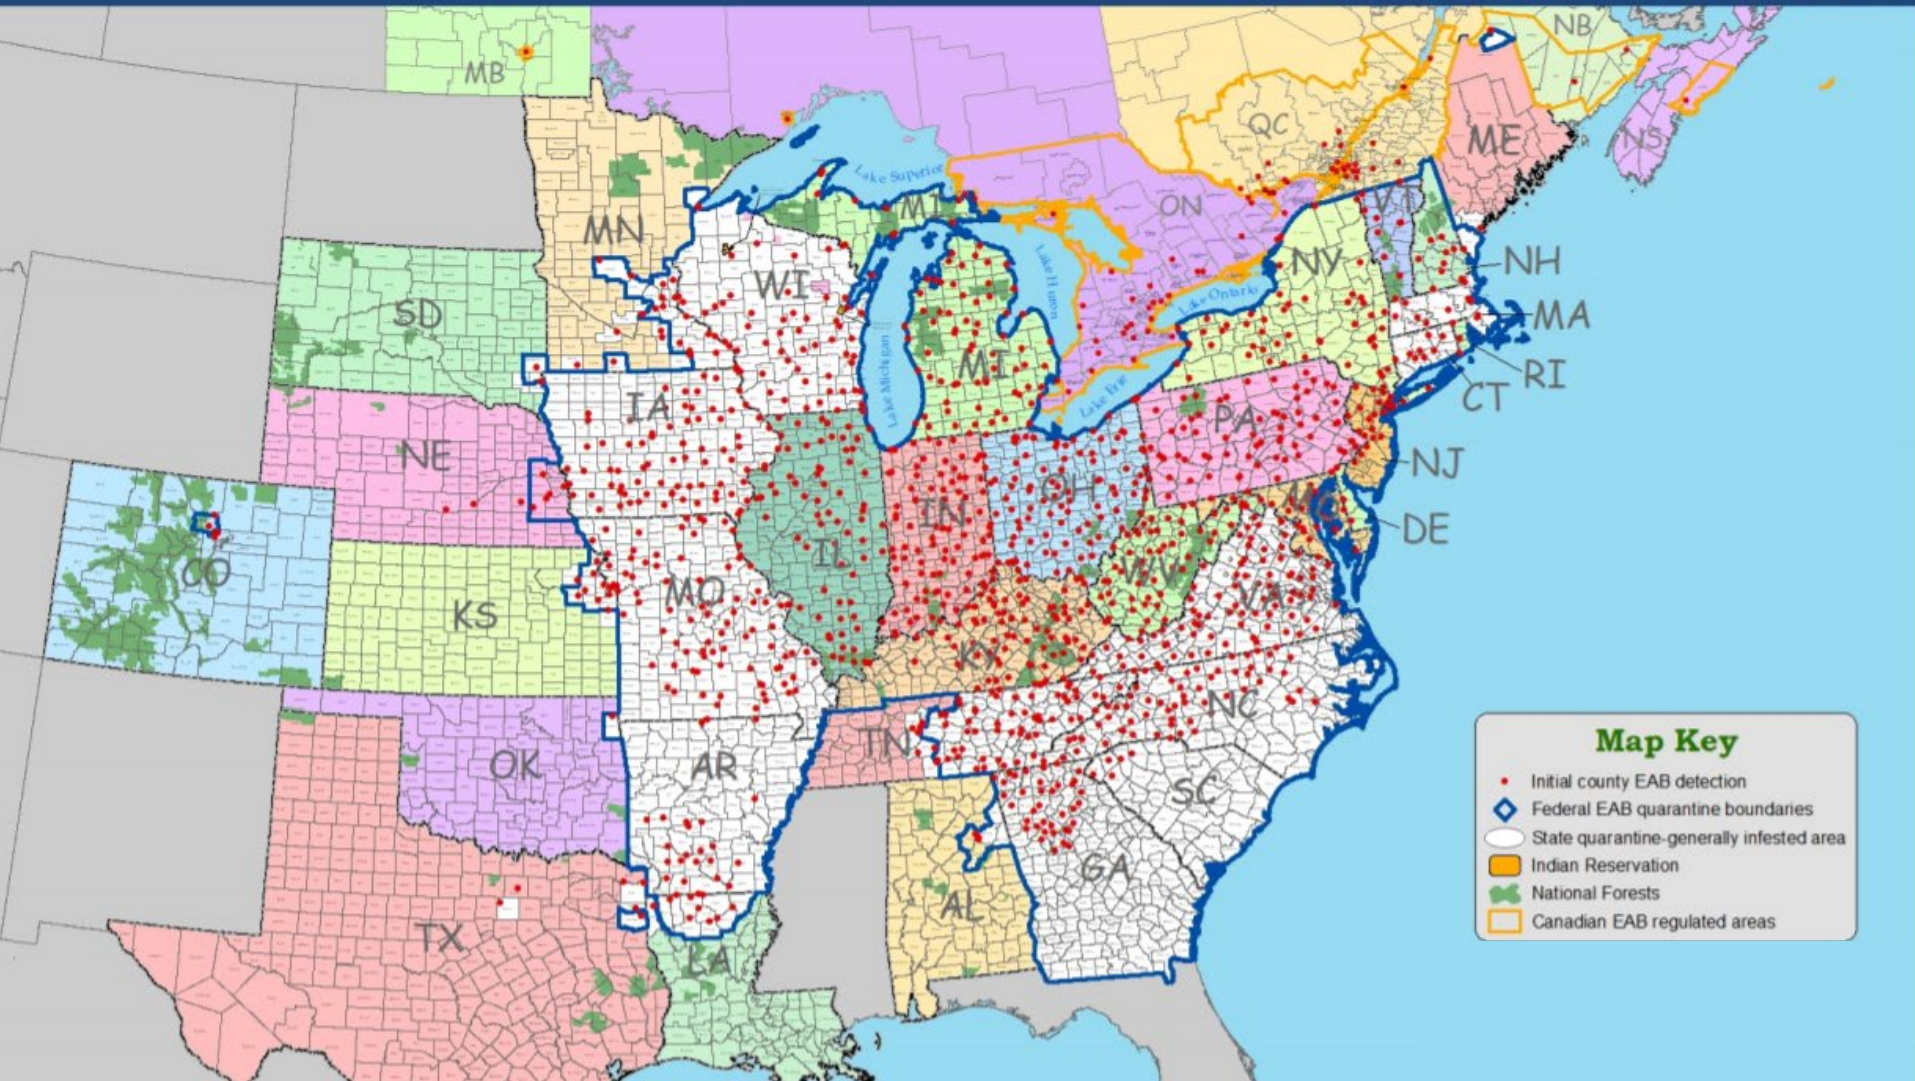 MB
NB
QC
ME
NS
Lake Superior
MI
ON
VT
MN
NY
NH
WI
Lake Huron
Lake Ontario
MA
SD
Lake Michigan
MI
RI
Lake Erie
CT
IA
PA
NE
NJ
OH
IN
MD
DE
IL
CO
WV
MO
VA
KS
KY
NC
TN
OK
AR
SC
GA
AL
TX
LA
Map Key
Initial county EAB detection
Federal EAB quarantine boundaries
State quarantine-generally infested area
Indian Reservation
National Forests
Canadian EAB regulated areas